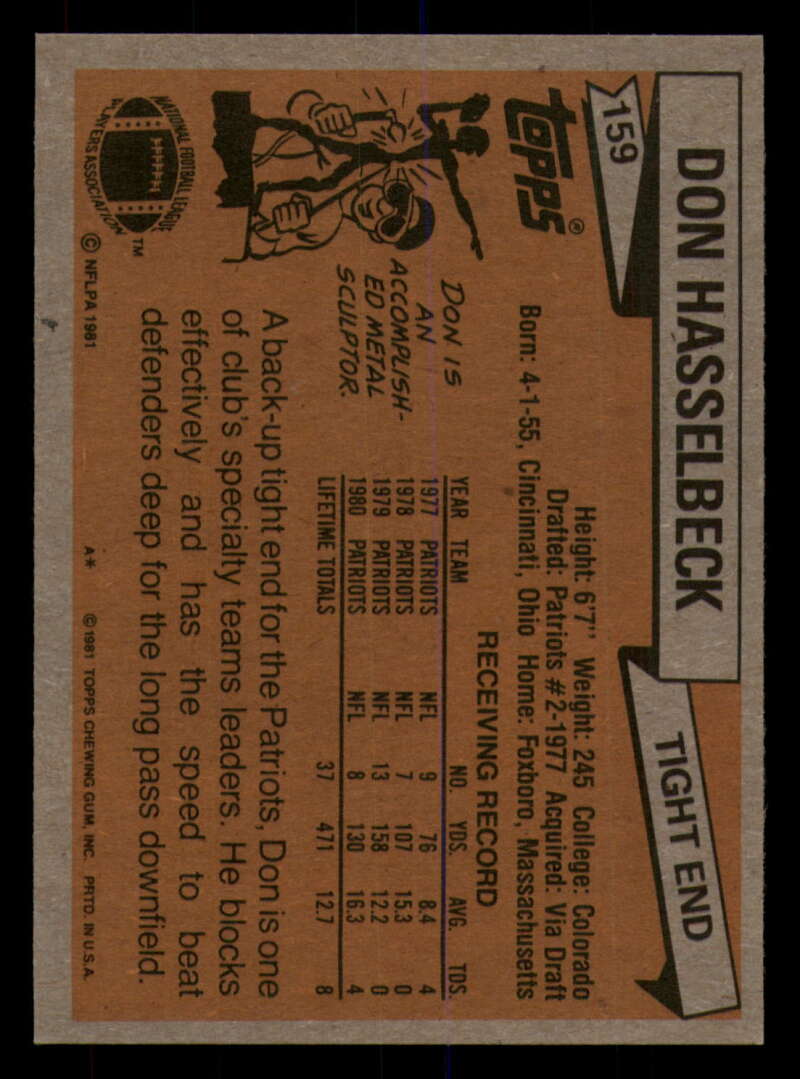 159
DON HASSELBECK
TIGHT END
TOPPS®
Height: 6'7" Weight: 245 College: Colorado
Drafted: Patriots #2-1977 Acquired: Via Draft
Born: 4-1-55, Cincinnati, Ohio Home: Foxboro, Massachusetts
DON IS
AN
ACCOMPLISH-
ED METAL
SCULPTOR.
RECEIVING RECORD
YEAR TEAM NO. YDS. AVG. TDS.
1977 PATRIOTS NFL 9 76 8.4 4
1978 PATRIOTS NFL 7 107 15.3 0
1979 PATRIOTS NFL 13 158 12.2 0
1980 PATRIOTS NFL 8 130 16.3 4
LIFETIME TOTALS 37 471 12.7 8
A back-up tight end for the Patriots, Don is one
of club's specialty teams leaders. He blocks
effectively and has the speed to beat
defenders deep for the long pass downfield.
NATIONAL FOOTBALL LEAGUE
PLAYERS ASSOCIATION
TM
© NFLPA 1981
A* ©1981 TOPPS CHEWING GUM, INC. PRTD. IN U.S.A.